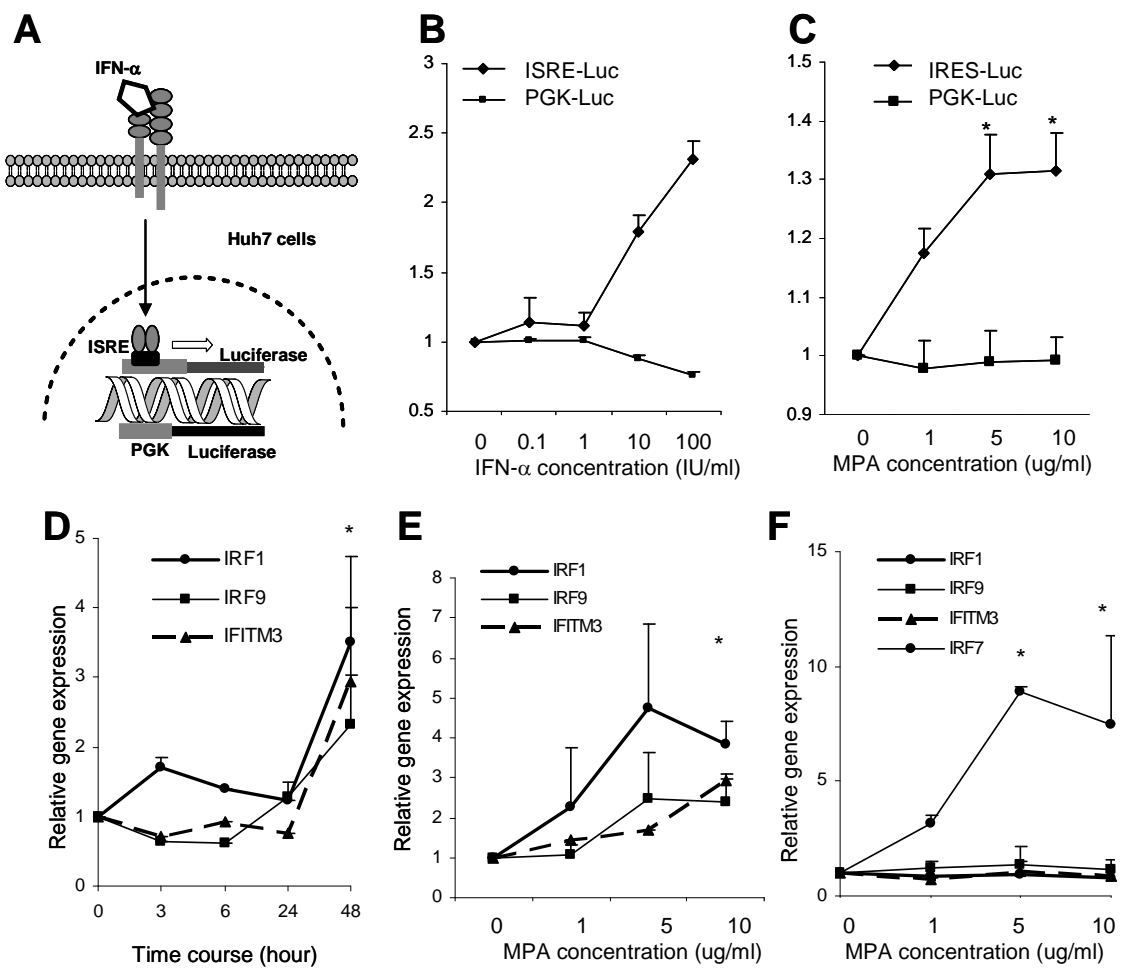 A
IFN-α
Huh7 cells
ISRE
Luciferase
PGK
Luciferase
B
ISRE-Luc
PGK-Luc
3
2.5
2
1.5
1
0.5
0 0.1 1 10 100
IFN-α concentration (IU/ml)
C
IRES-Luc
PGK-Luc
1.5
1.4
1.3
1.2
1.1
1
0.9
* *
0 1 5 10
MPA concentration (ug/ml)
D
IRF1
IRF9
IFITM3
*
Relative gene expression
5
4
3
2
1
0
0 3 6 24 48
Time course (hour)
E
IRF1
IRF9
IFITM3
*
Relative gene expression
8
7
6
5
4
3
2
1
0
0 1 5 10
MPA concentration (ug/ml)
F
IRF1
IRF9
IFITM3
IRF7
* *
Relative gene expression
15
10
5
0
0 1 5 10
MPA concentration (ug/ml)